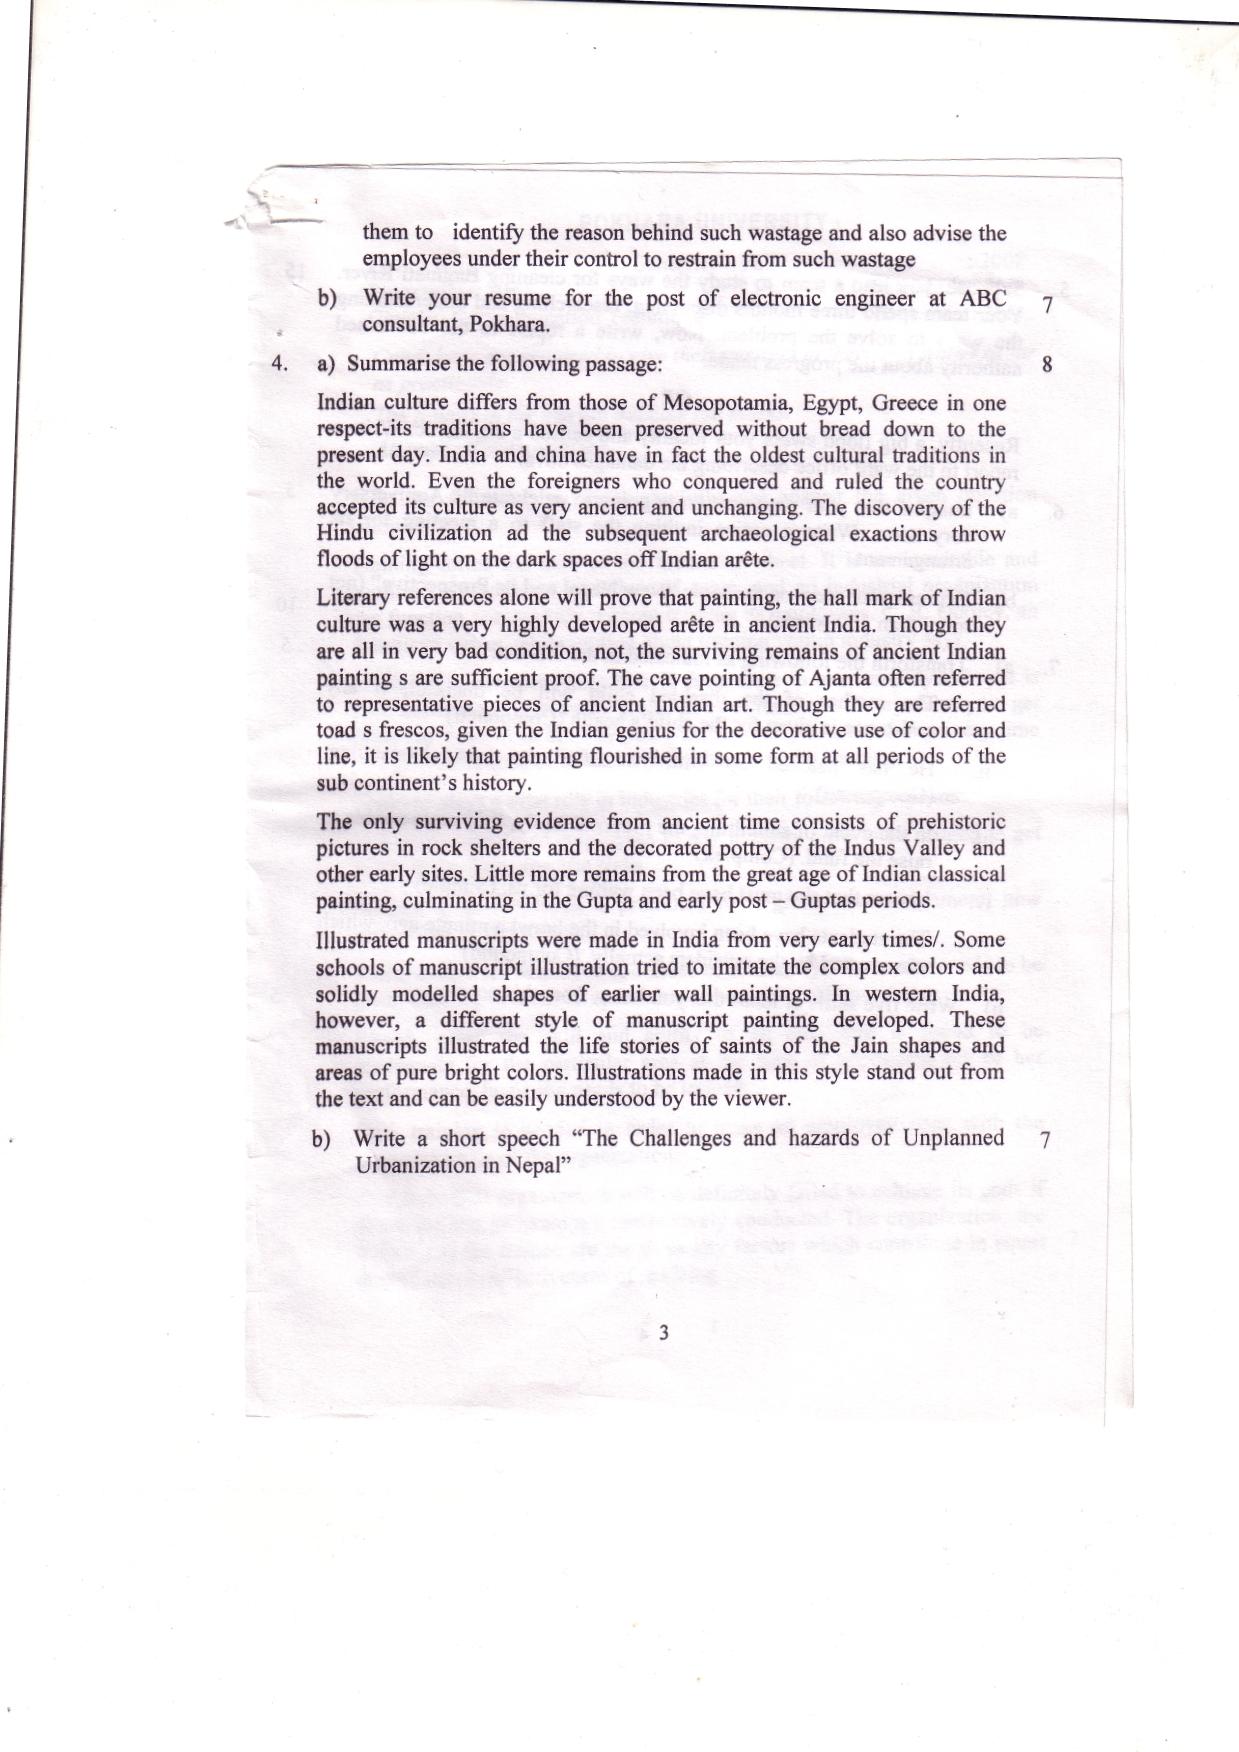 them to identify the reason behind such wastage and also advise the
employees under their control to restrain from such wastage
b) Write your resume for the post of electronic engineer at ABC 7
consultant, Pokhara.
4. a) Summarise the following passage: 8
Indian culture differs from those of Mesopotamia, Egypt, Greece in one
respect-its traditions have been preserved without bread down to the
present day. India and china have in fact the oldest cultural traditions in
the world. Even the foreigners who conquered and ruled the country
accepted its culture as very ancient and unchanging. The discovery of the
Hindu civilization ad the subsequent archaeological exactions throw
floods of light on the dark spaces off Indian arête.
Literary references alone will prove that painting, the hall mark of Indian
culture was a very highly developed arête in ancient India. Though they
are all in very bad condition, not, the surviving remains of ancient Indian
painting s are sufficient proof. The cave pointing of Ajanta often referred
to representative pieces of ancient Indian art. Though they are referred
toad s frescos, given the Indian genius for the decorative use of color and
line, it is likely that painting flourished in some form at all periods of the
sub continent's history.
The only surviving evidence from ancient time consists of prehistoric
pictures in rock shelters and the decorated pottry of the Indus Valley and
other early sites. Little more remains from the great age of Indian classical
painting, culminating in the Gupta and early post – Guptas periods.
Illustrated manuscripts were made in India from very early times/. Some
schools of manuscript illustration tried to imitate the complex colors and
solidly modelled shapes of earlier wall paintings. In western India,
however, a different style of manuscript painting developed. These
manuscripts illustrated the life stories of saints of the Jain shapes and
areas of pure bright colors. Illustrations made in this style stand out from
the text and can be easily understood by the viewer.
b) Write a short speech “The Challenges and hazards of Unplanned 7
Urbanization in Nepal”
3